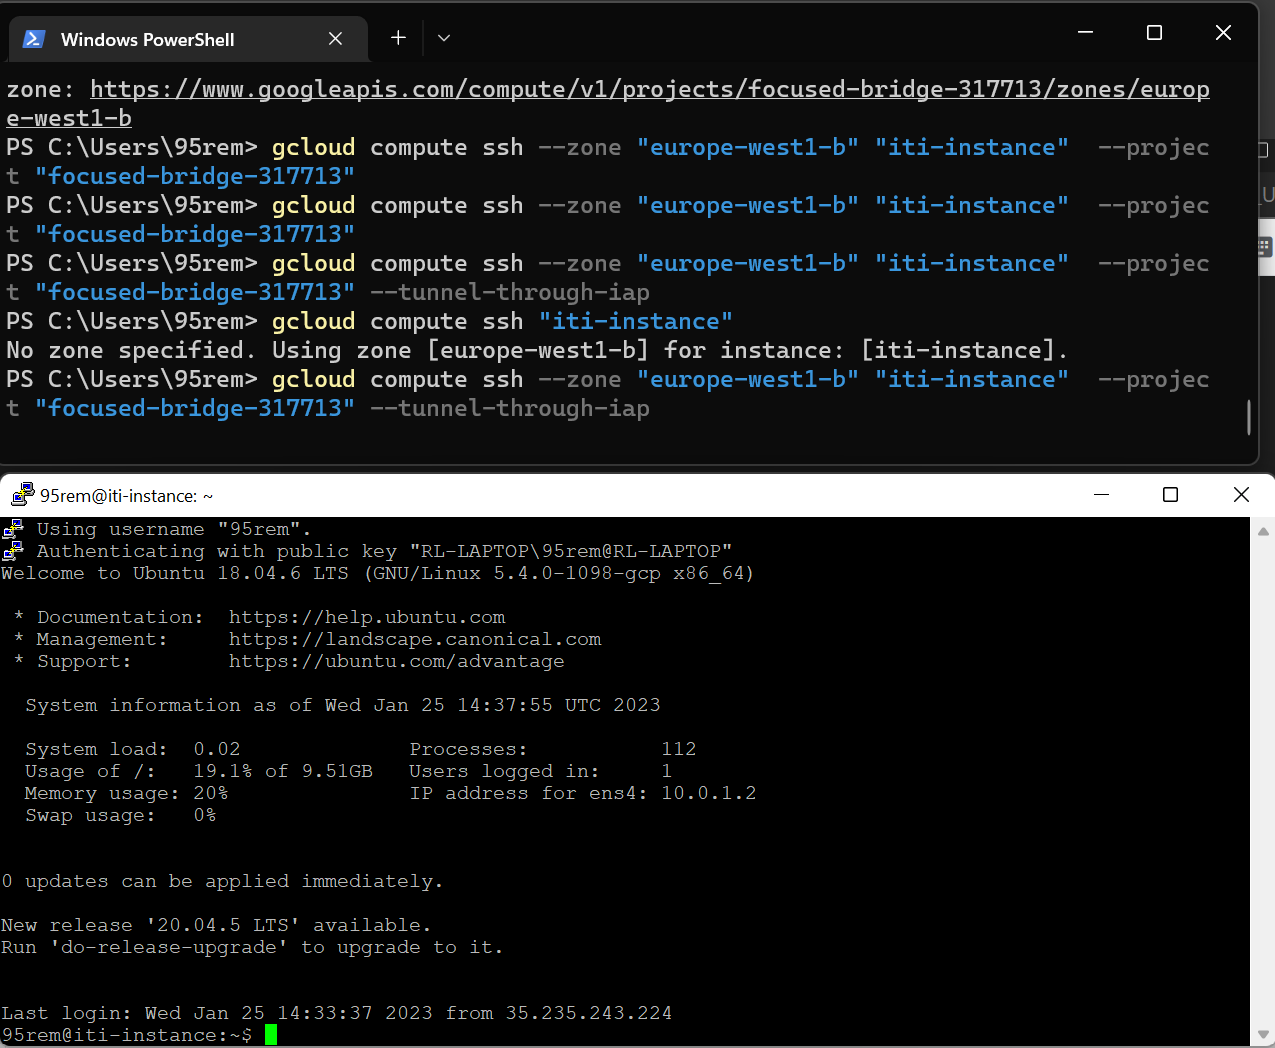 Windows PowerShell
zone: https://www.googleapis.com/compute/v1/projects/focused-bridge-317713/zones/europ
e-west1-b
PS C:\Users\95rem> gcloud compute ssh --zone "europe-west1-b" "iti-instance"  --projec
t "focused-bridge-317713"
PS C:\Users\95rem> gcloud compute ssh --zone "europe-west1-b" "iti-instance"  --projec
t "focused-bridge-317713"
PS C:\Users\95rem> gcloud compute ssh --zone "europe-west1-b" "iti-instance"  --projec
t "focused-bridge-317713" --tunnel-through-iap
PS C:\Users\95rem> gcloud compute ssh "iti-instance"
No zone specified. Using zone [europe-west1-b] for instance: [iti-instance].
PS C:\Users\95rem> gcloud compute ssh --zone "europe-west1-b" "iti-instance"  --projec
t "focused-bridge-317713" --tunnel-through-iap
95rem@iti-instance: ~
Using username "95rem".
Authenticating with public key "RL-LAPTOP\95rem@RL-LAPTOP"
Welcome to Ubuntu 18.04.6 LTS (GNU/Linux 5.4.0-1098-gcp x86_64)
* Documentation:  https://help.ubuntu.com
* Management:     https://landscape.canonical.com
* Support:        https://ubuntu.com/advantage
System information as of Wed Jan 25 14:37:55 UTC 2023
System load:  0.02              Processes:           112
Usage of /:   19.1% of 9.51GB   Users logged in:     1
Memory usage: 20%               IP address for ens4: 10.0.1.2
Swap usage:   0%
0 updates can be applied immediately.
New release '20.04.5 LTS' available.
Run 'do-release-upgrade' to upgrade to it.
Last login: Wed Jan 25 14:33:37 2023 from 35.235.243.224
95rem@iti-instance:~$